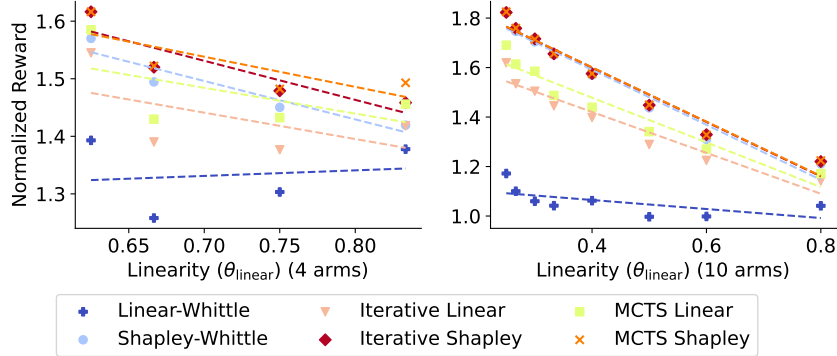 Normalized Reward
1.6
1.5
1.4
1.3
0.65 0.70 0.75 0.80
Linearity (θ_linear) (4 arms)
1.8
1.6
1.4
1.2
1.0
0.4 0.6 0.8
Linearity (θ_linear) (10 arms)
Linear-Whittle Iterative Linear MCTS Linear
Shapley-Whittle Iterative Shapley MCTS Shapley